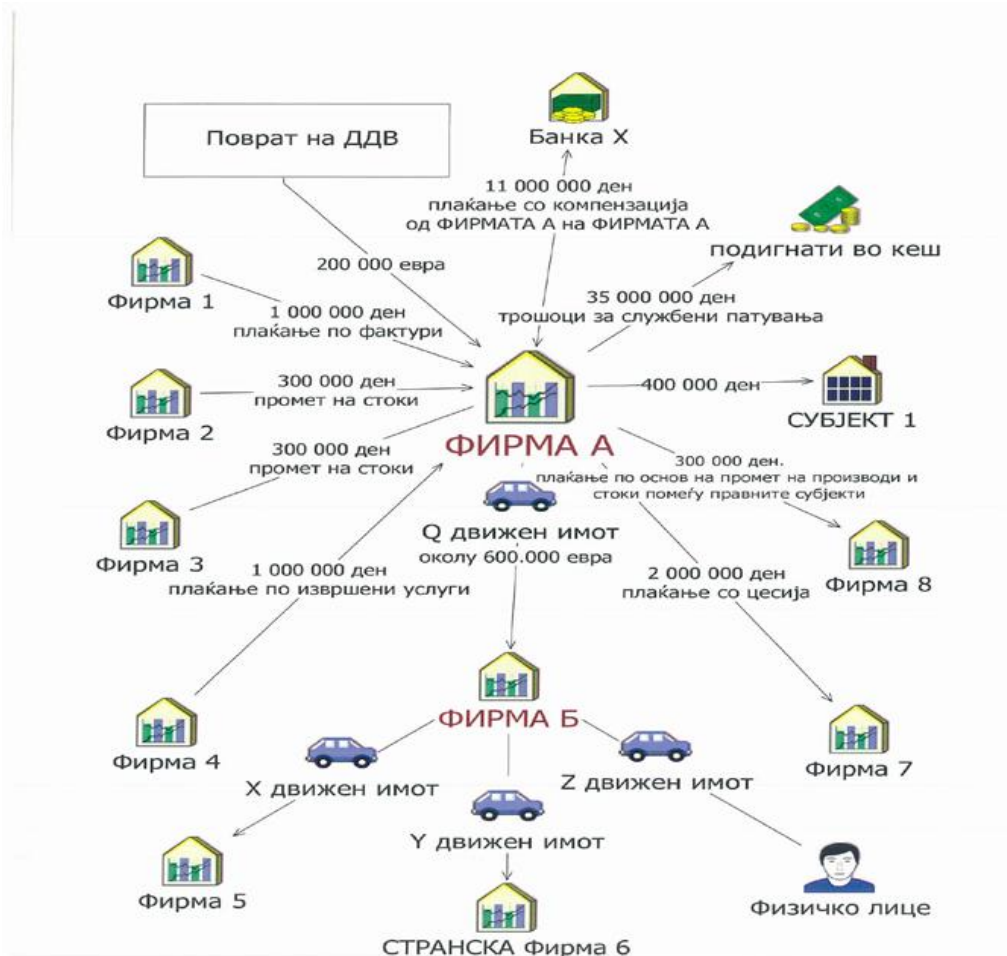 Поврат на ДДВ
Банка X
11 000 000 ден
плаќање со компензација
од ФИРМАТА А на ФИРМАТА А
подигнати во кеш
200 000 евра
Фирма 1
35 000 000 ден
трошоци за службени патувања
1 000 000 ден
плаќање по фактури
300 000 ден
промет на стоки
400 000 ден
Фирма 2
СУБЈЕКТ 1
ФИРМА А
300 000 ден
промет на стоки
300 000 ден.
плаќање по основ на промет на производи и
стоки помеѓу правните субјекти
Q движен имот
околу 600.000 евра
Фирма 3
1 000 000 ден
плаќање по извршени услуги
2 000 000 ден
плаќање со цесија
Фирма 8
ФИРМА Б
Фирма 4
Фирма 7
X движен имот
Z движен имот
Y движен имот
Фирма 5
Физичко лице
СТРАНСКА Фирма 6